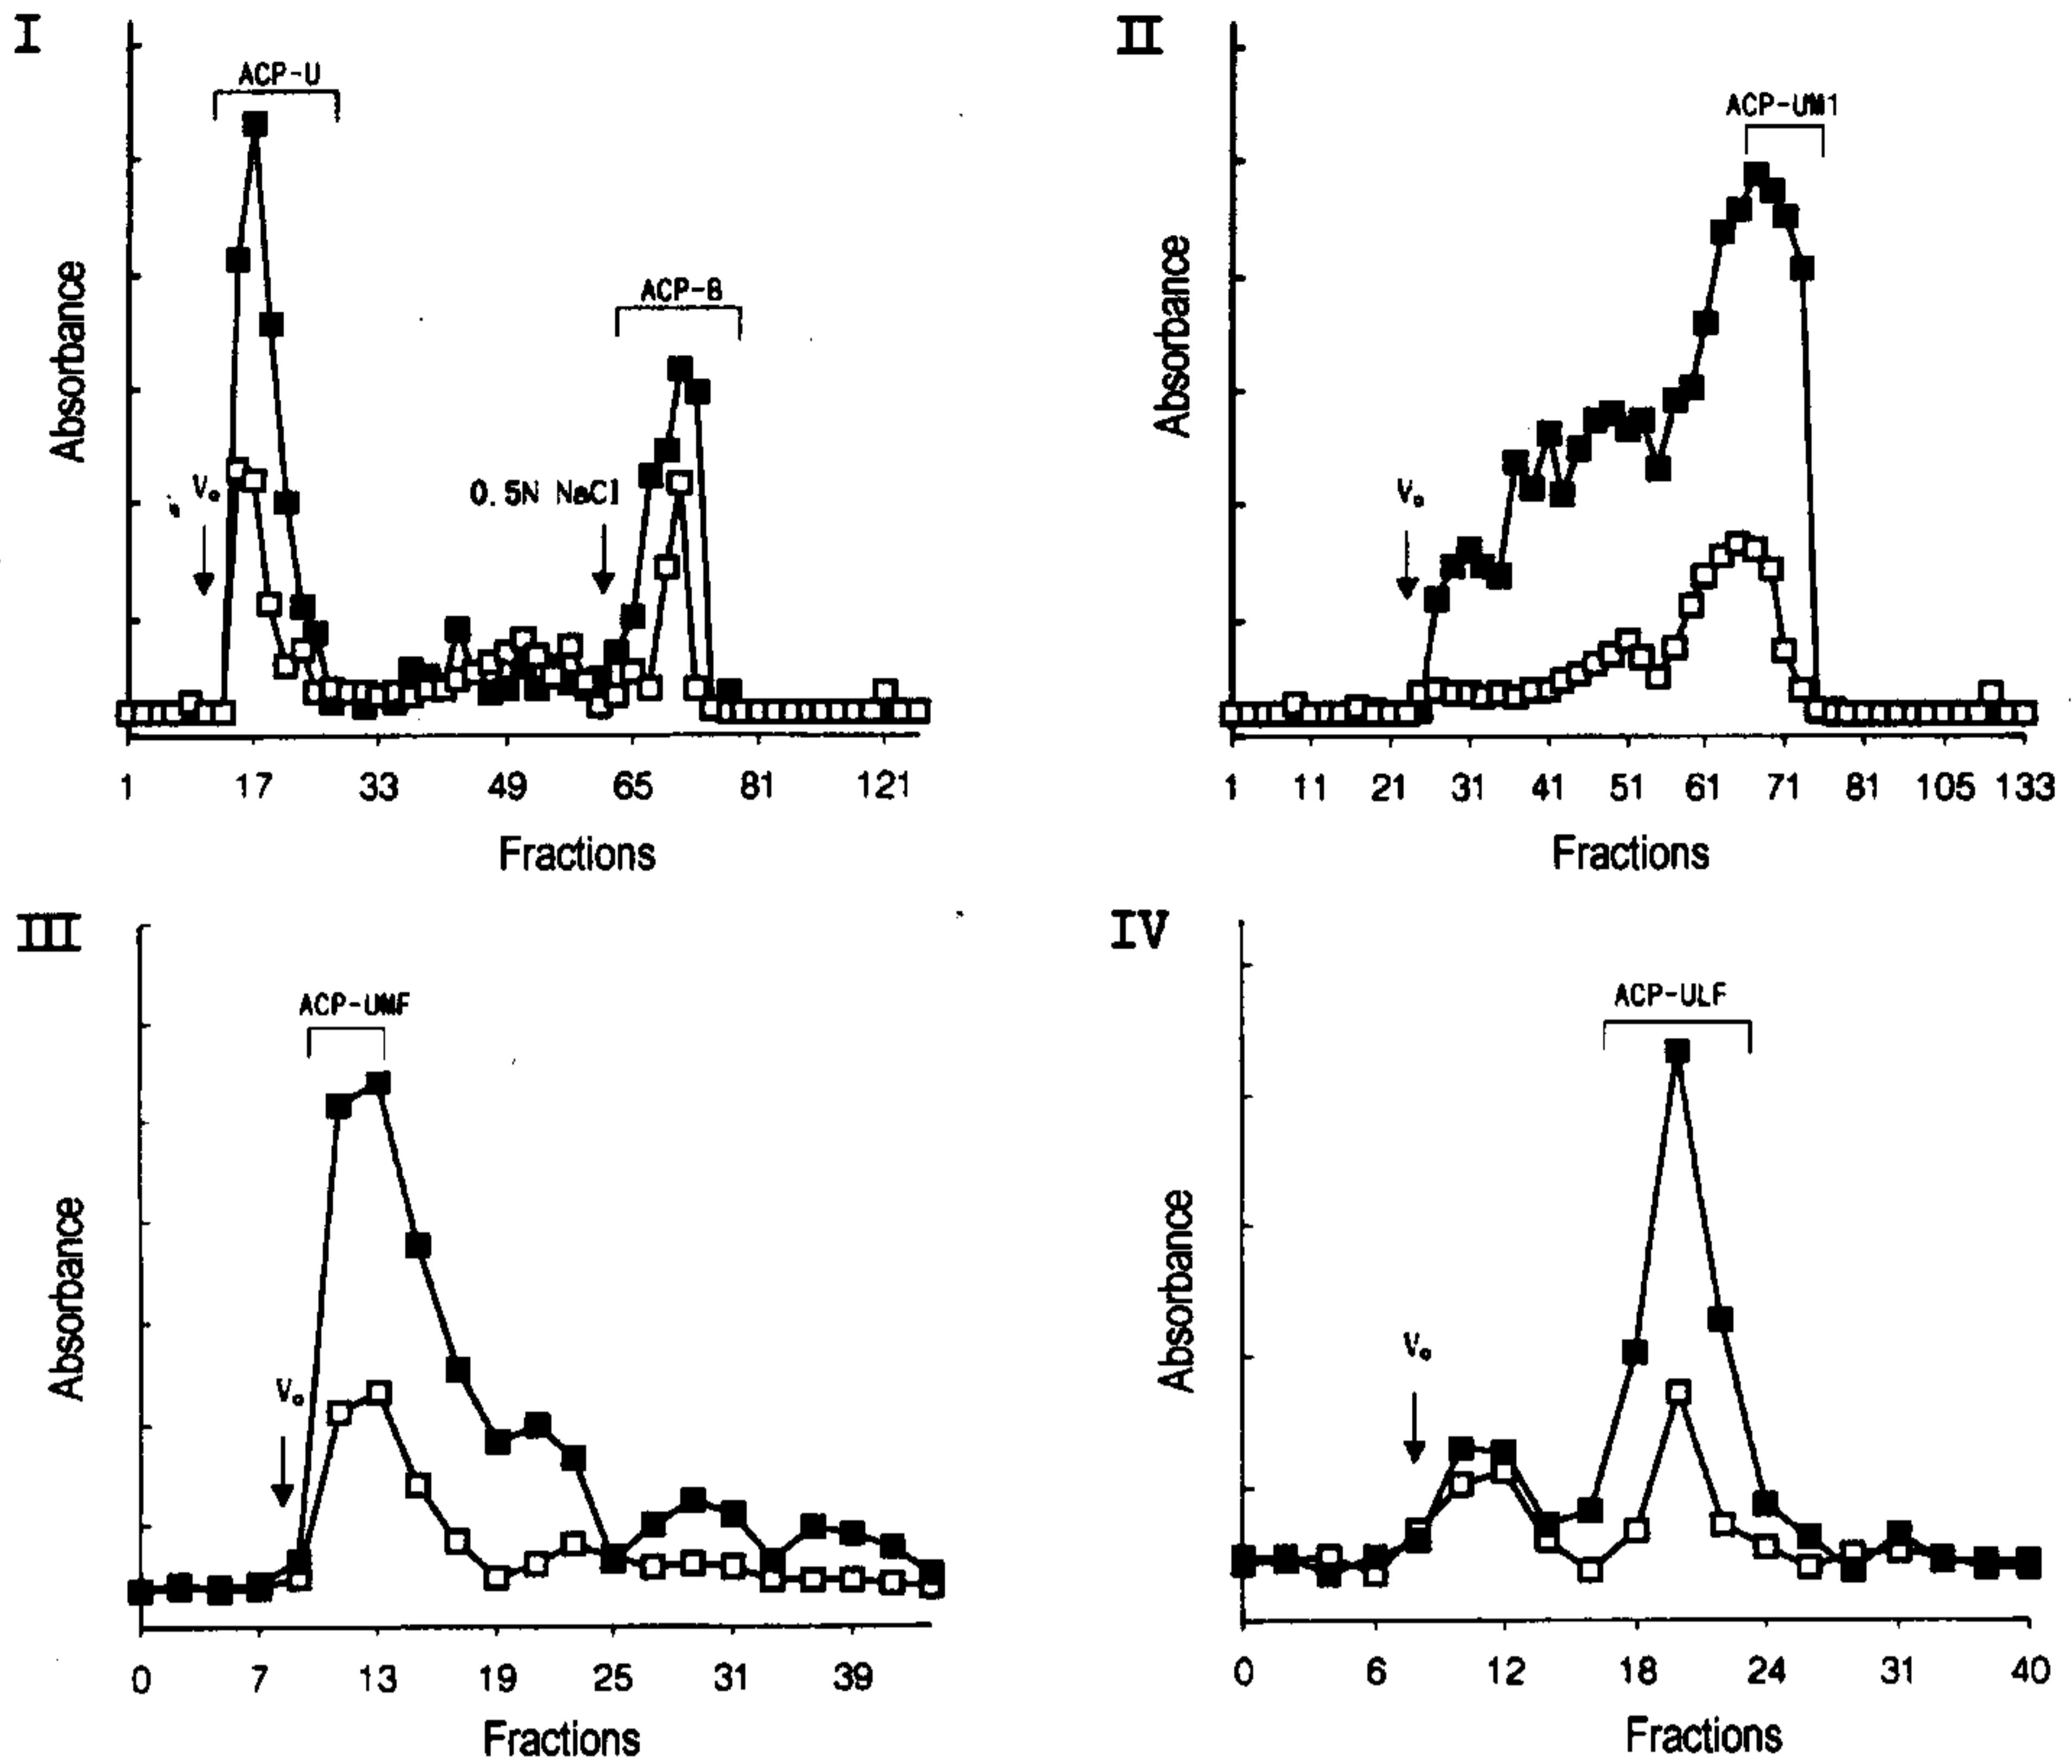 I
ACP-U
ACP-B
Vo
0.5N NaCl
Absorbance
1 17 33 49 65 81 121
Fractions
II
ACP-UM1
Vo
Absorbance
1 11 21 31 41 51 61 71 81 105 133
Fractions
III
ACP-UMF
Vo
Absorbance
0 7 13 19 25 31 39
Fractions
IV
ACP-ULF
Vo
Absorbance
0 6 12 18 24 31 40
Fractions